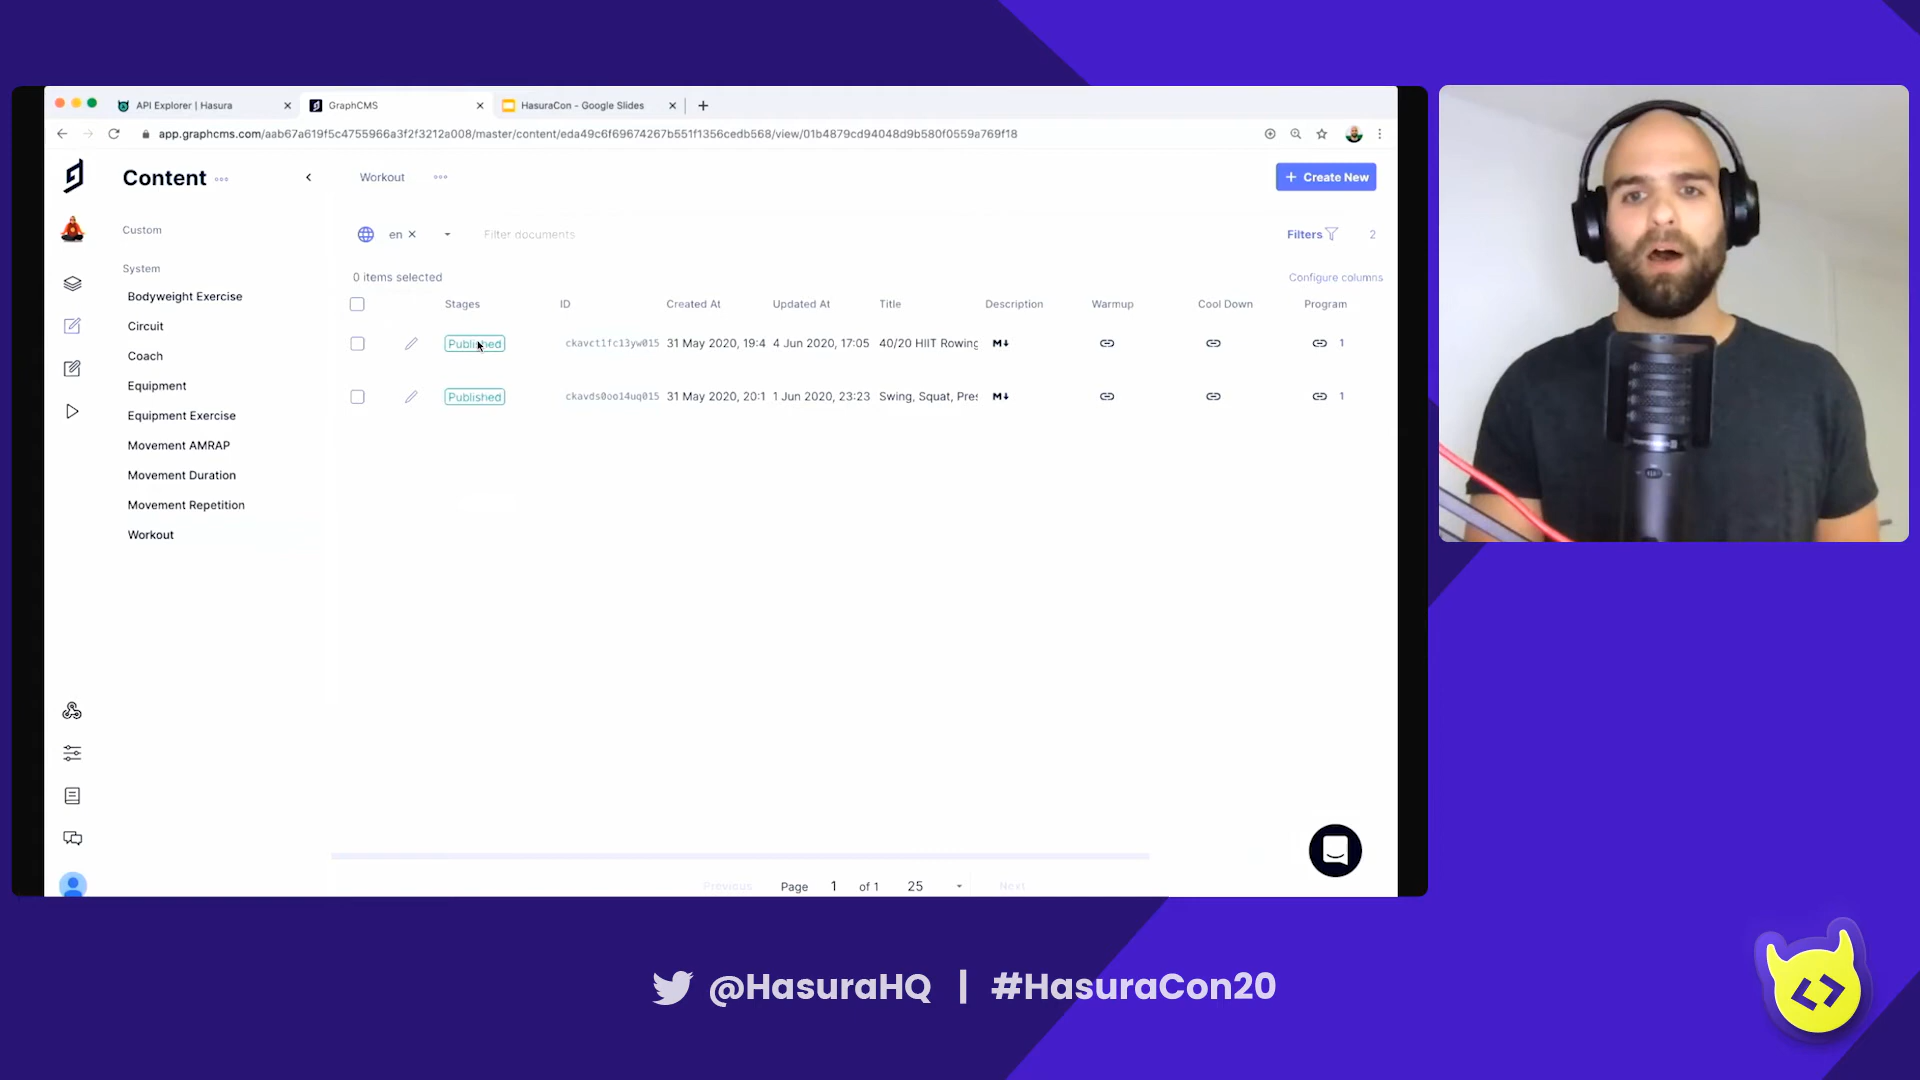 API Explorer | Hasura
GraphCMS
HasuraCon - Google Slides
app.graphcms.com/aab67a619f5c4755966a3f2f3212a008/master/content/eda49c6f69674267b551f1356cedb568/view/01b4879cd94048d9b580f0559a769f18
Content
Workout
+ Create New
Custom
en
Filter documents
Filters
2
System
0 items selected
Configure columns
Bodyweight Exercise
Circuit
Coach
Equipment
Equipment Exercise
Movement AMRAP
Movement Duration
Movement Repetition
Workout
Stages ID Created At Updated At Title Description Warmup Cool Down Program
Published ckavct1fc13yw015 31 May 2020, 19:4 4 Jun 2020, 17:05 40/20 HIIT Rowing M↓ 1
Published ckavds0oo14uq015 31 May 2020, 20:1 1 Jun 2020, 23:23 Swing, Squat, Pres M↓ 1
Previous Page 1 of 1 25 Next
@HasuraHQ | #HasuraCon20